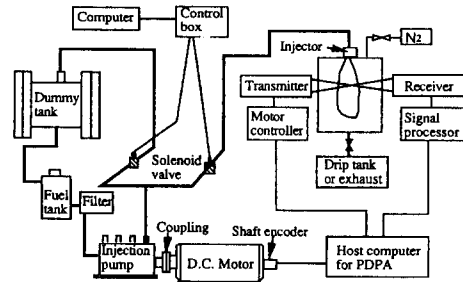 Computer
Control
box
Injector
N2
Transmitter
Receiver
Dummy
tank
Motor
controller
Signal
processor
Solenoid
valve
Drip tank
or exhaust
Fuel
tank
Filter
Coupling
Shaft encoder
Injection
pump
D.C. Motor
Host computer
for PDPA